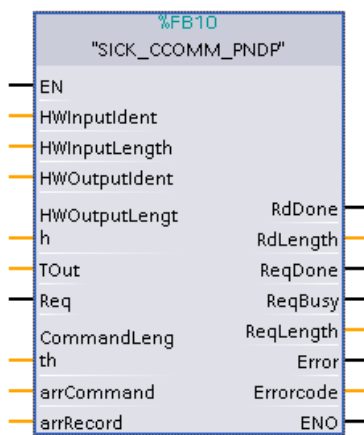 %FB10
"SICK_CCOMM_PNDP"
EN
HWInputIdent
HWInputLength
HWOutputIdent
HWOutputLengt
h
RdDone
RdLength
TOut
ReqDone
Req
ReqBusy
CommandLeng
th
ReqLength
Error
arrCommand
Errorcode
arrRecord
ENO